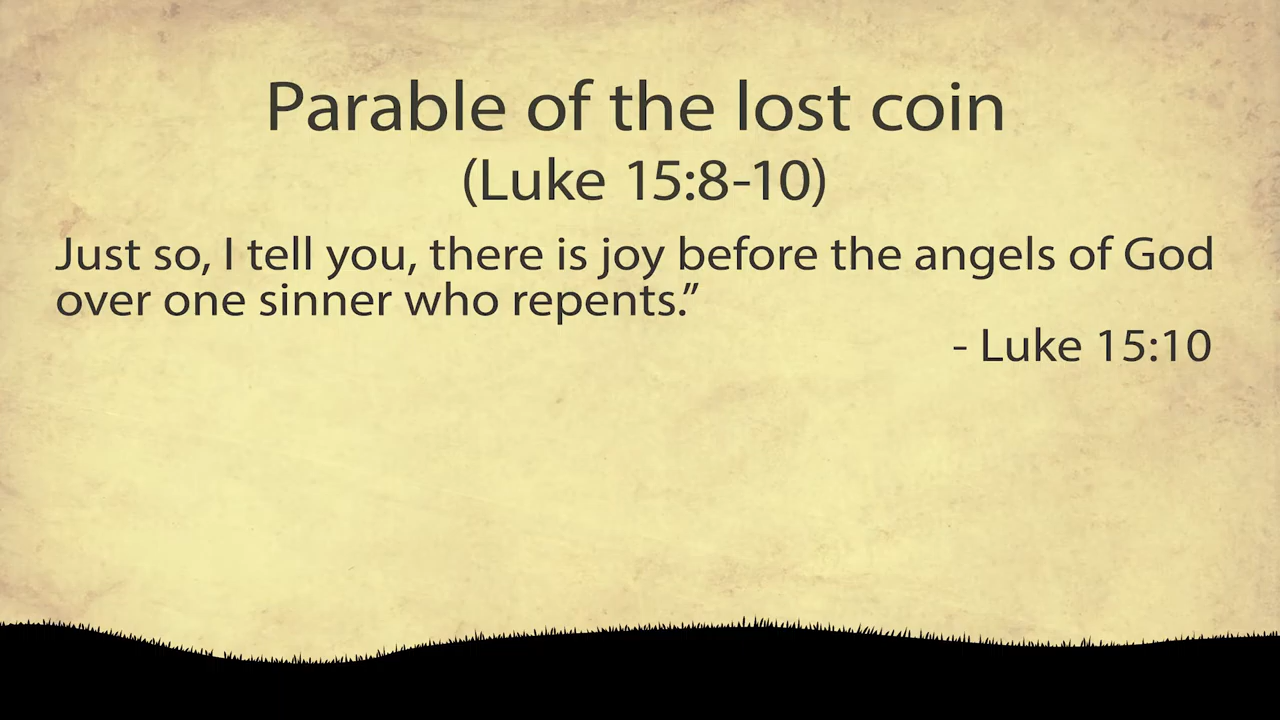 Parable of the lost coin
(Luke 15:8-10)
Just so, I tell you, there is joy before the angels of God
over one sinner who repents.”
- Luke 15:10